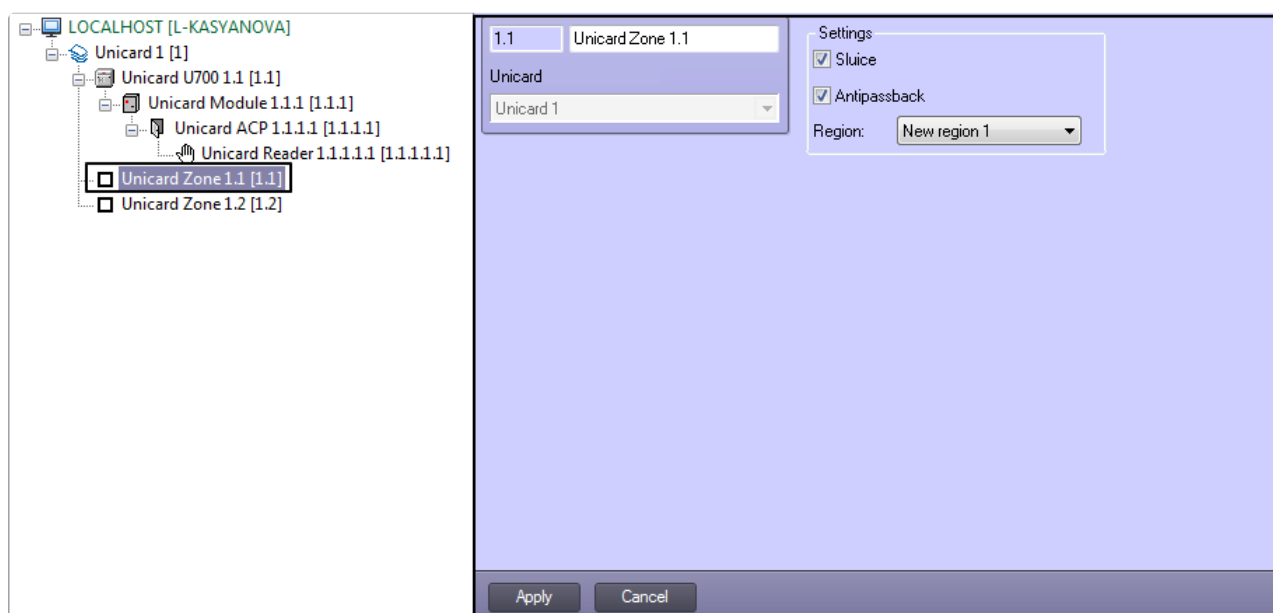 LOCALHOST [L-KASYANOVA]
Unicard 1 [1]
Unicard U700 1.1 [1.1]
Unicard Module 1.1.1 [1.1.1]
Unicard ACP 1.1.1.1 [1.1.1.1]
Unicard Reader 1.1.1.1.1 [1.1.1.1.1]
Unicard Zone 1.1 [1.1]
Unicard Zone 1.2 [1.2]
1.1 Unicard Zone 1.1
Unicard
Unicard 1
Settings
Sluice
Antipassback
Region: New region 1
Apply Cancel